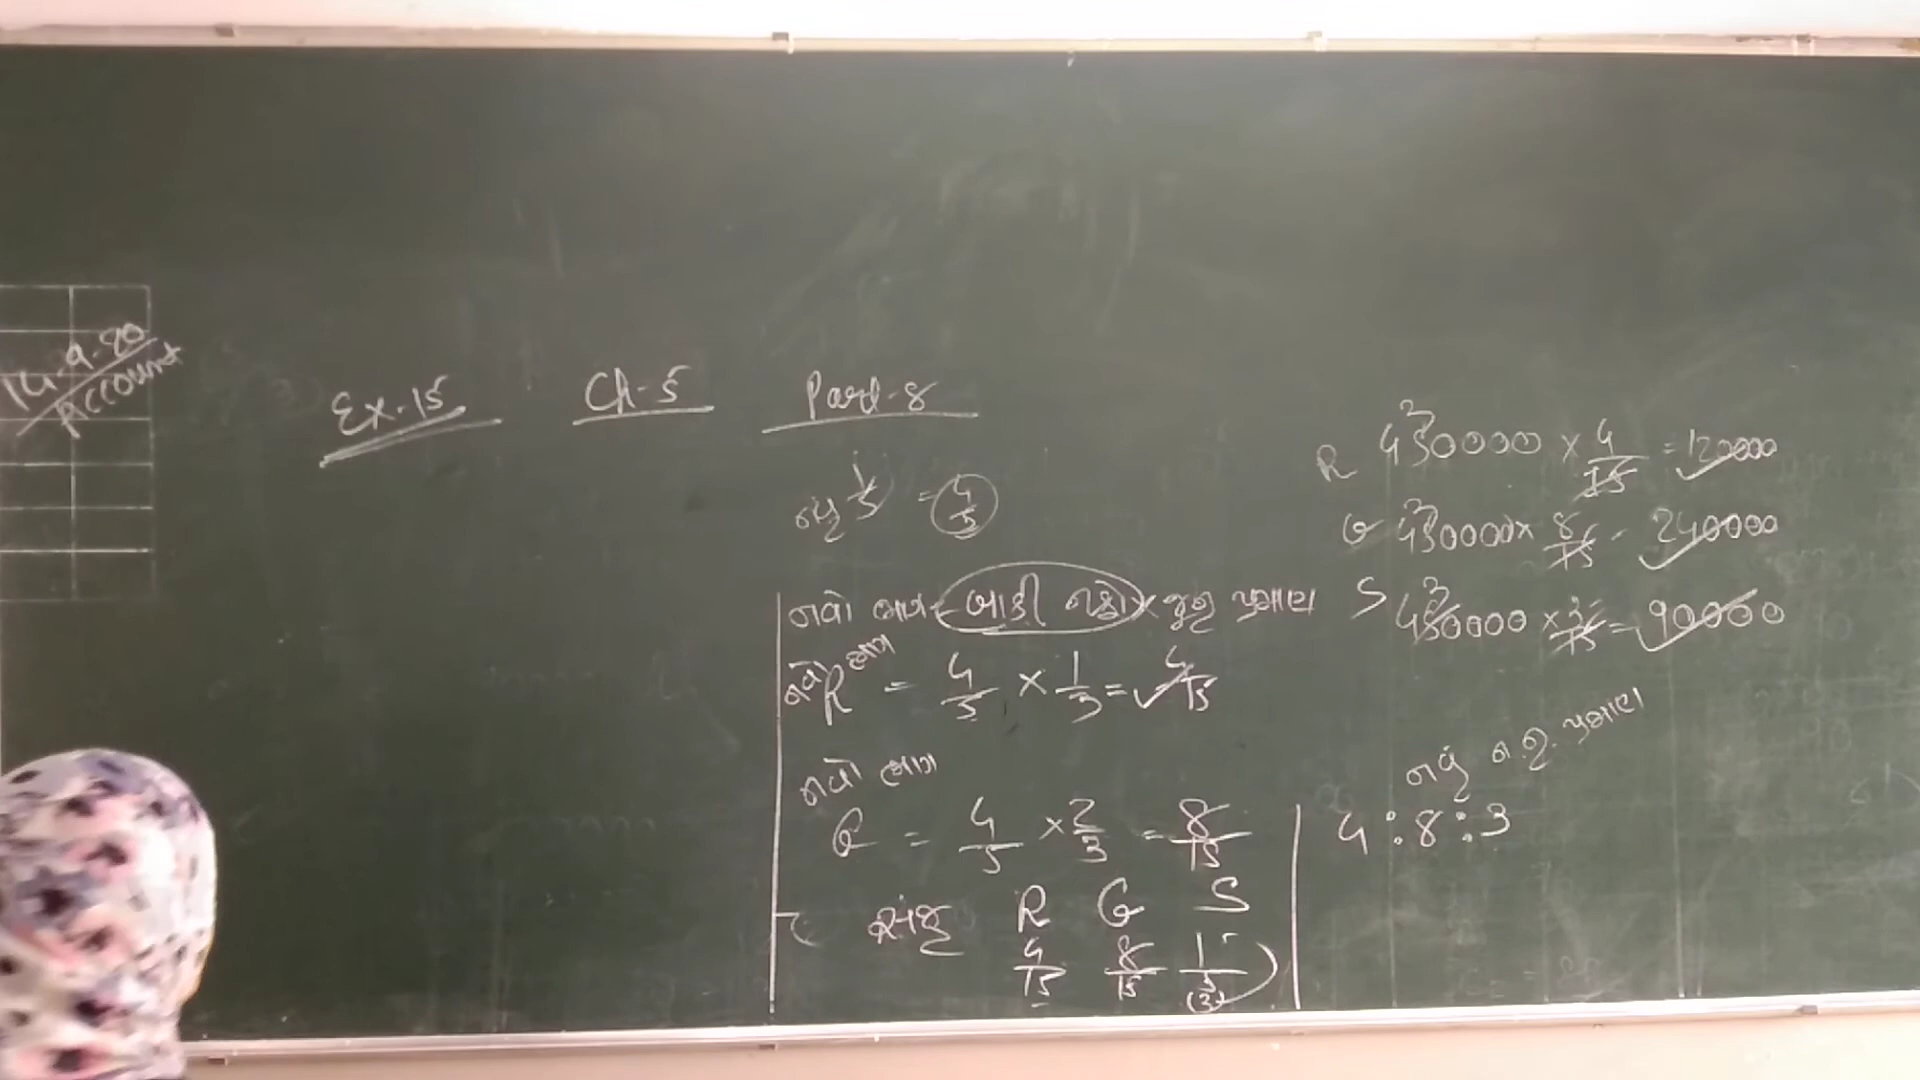 14-9-20
Account
Ex-15 Ch-5 Part-8
1/5 = 4/5
નવો ભાગ = બાકી નફો × જૂનુ પ્રમાણ
નવો ભાગ
R = 4/5 × 1/3 = 4/15
નવો ભાગ
G = 4/5 × 2/3 = 8/15
R G S
4/15 8/15 1/5
(3)
R 450000 × 4/15 = 120000
G 450000 × 8/15 = 240000
S 450000 × 3/15 = 90000
નવું ન.નુ. પ્રમાણ
4 : 8 : 3